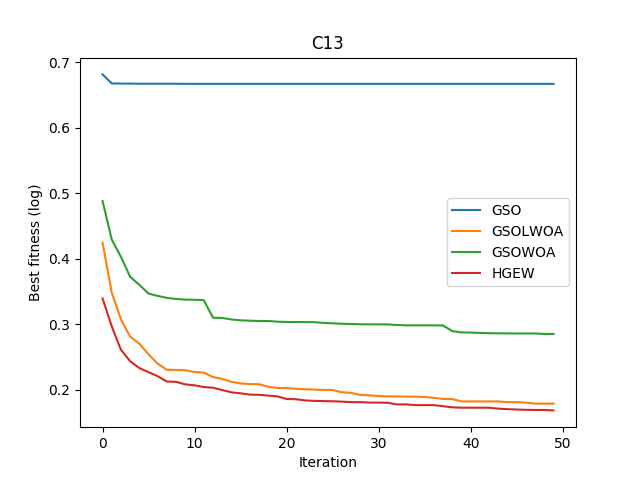 C13
Best fitness (log)
0.7
0.6
0.5
0.4
0.3
0.2
GSO
GSOLWOA
GSOWOA
HGEW
0 10 20 30 40 50
Iteration